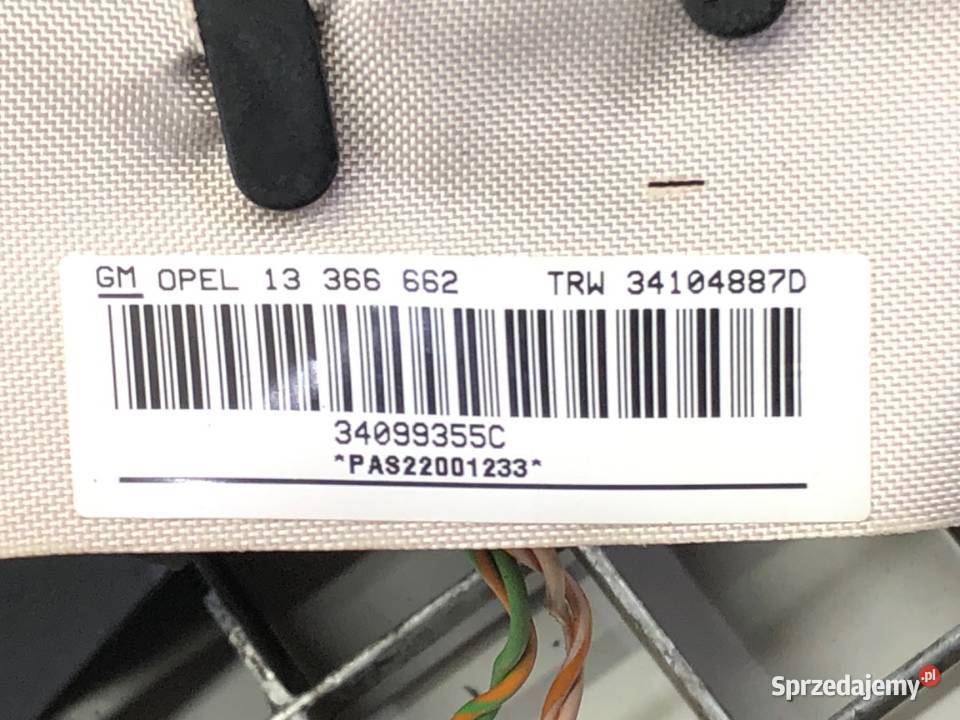 GM OPEL 13 366 662 TRW 34104887D
34099355C
*PAS22001233*
Sprzedajemy.pl